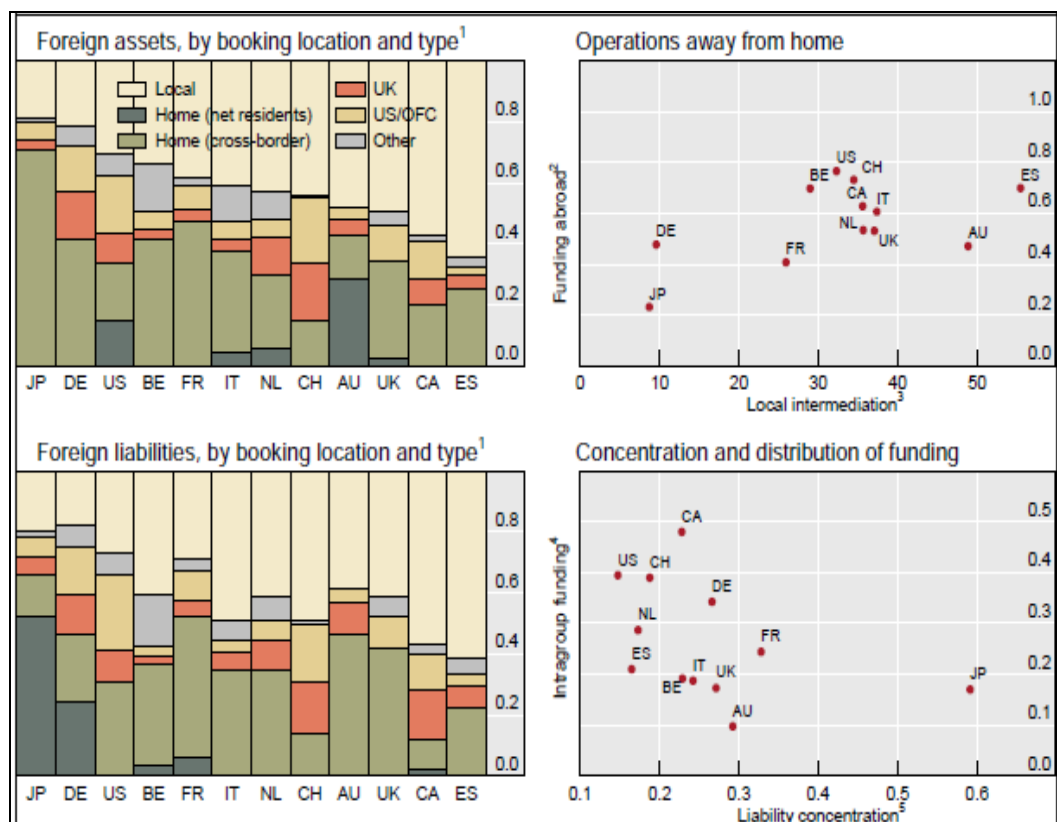 Foreign assets, by booking location and type¹
Local
Home (net residents)
Home (cross-border)
UK
US/OFC
Other
0.8
0.6
0.4
0.2
0.0
JP DE US BE FR IT NL CH AU UK CA ES
Operations away from home
Funding abroad²
1.0
0.8
0.6
0.4
0.2
0.0
US
CH
BE
ES
CA
IT
NL
UK
AU
DE
FR
JP
0 10 20 30 40 50
Local intermediation³
Foreign liabilities, by booking location and type¹
0.8
0.6
0.4
0.2
0.0
JP DE US BE FR IT NL CH AU UK CA ES
Concentration and distribution of funding
Intragroup funding⁴
0.5
0.4
0.3
0.2
0.1
0.0
CA
US
CH
DE
NL
FR
ES
IT
BE
UK
JP
AU
0.1 0.2 0.3 0.4 0.5 0.6
Liability concentration⁵